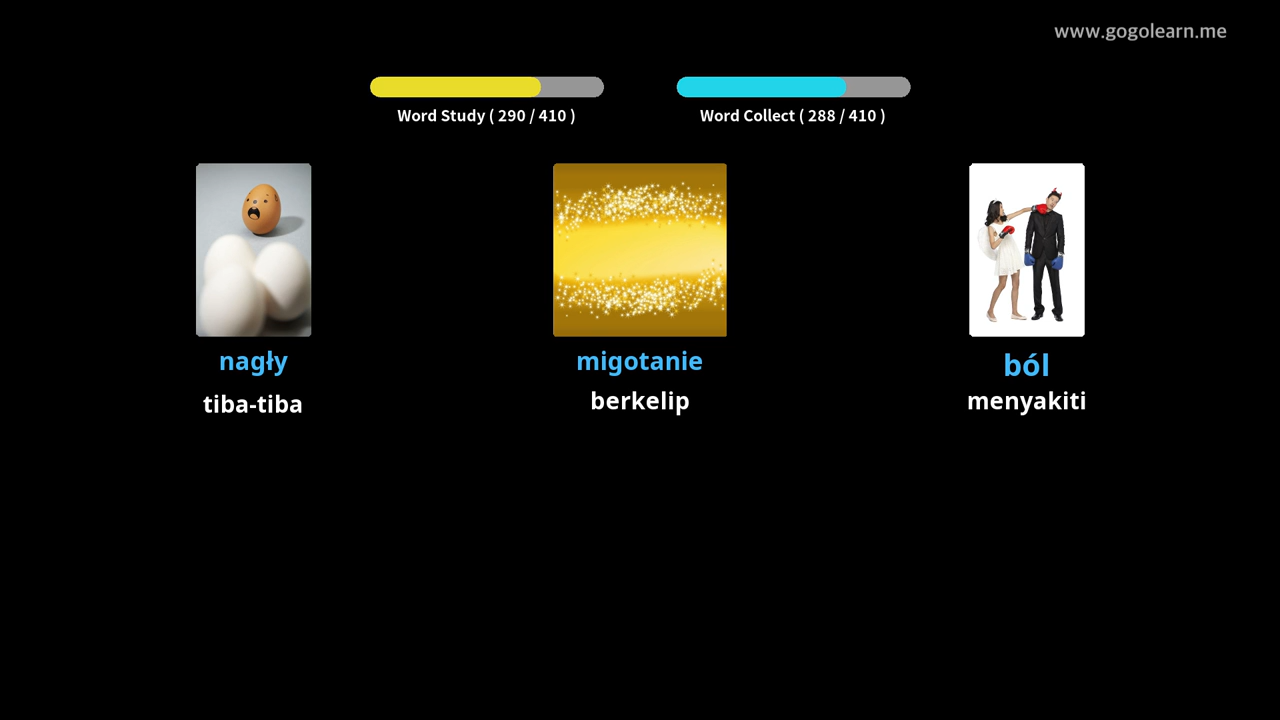 www.gogolearn.me
Word Study ( 290 / 410 )
Word Collect ( 288 / 410 )
nagły
migotanie
ból
tiba-tiba
berkelip
menyakiti